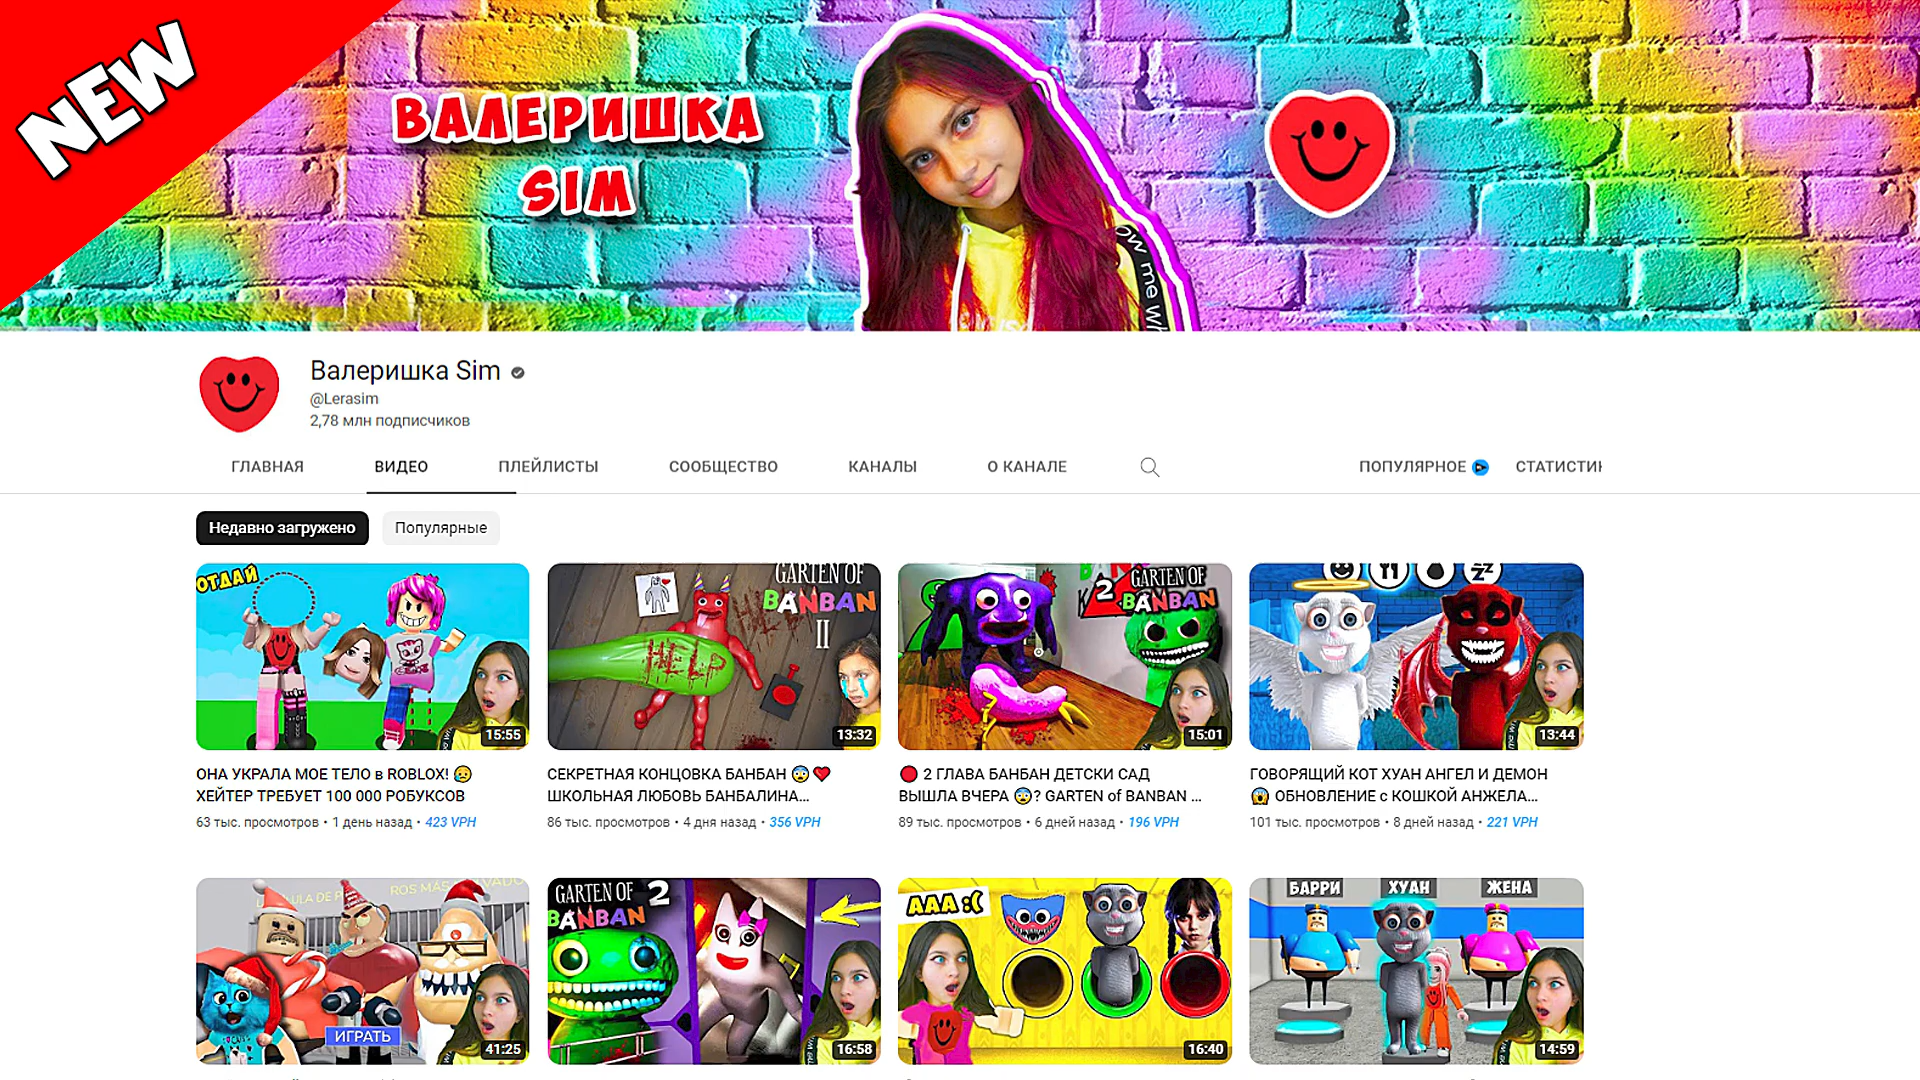 NEW
ВАЛЕРИШКА
SIM
Валеришка Sim
@Lerasim
2,78 млн подписчиков
ГЛАВНАЯ
ВИДЕО
ПЛЕЙЛИСТЫ
СООБЩЕСТВО
КАНАЛЫ
О КАНАЛЕ
ПОПУЛЯРНОЕ
СТАТИСТИК
Недавно загружено
Популярные
ОТДАЙ
15:55
GARTEN OF
BANBAN
II
HELP
13:32
2 GARTEN OF
BANBAN
15:01
ZZ
13:44
ОНА УКРАЛА МОЕ ТЕЛО в ROBLOX! 😥
ХЕЙТЕР ТРЕБУЕТ 100 000 РОБУКСОВ
63 тыс. просмотров • 1 день назад • 423 VPH
СЕКРЕТНАЯ КОНЦОВКА БАНБАН 😨❤️
ШКОЛЬНАЯ ЛЮБОВЬ БАНБАЛИНА...
86 тыс. просмотров • 4 дня назад • 356 VPH
🔴 2 ГЛАВА БАНБАН ДЕТСКИ САД
ВЫШЛА ВЧЕРА 😨? GARTEN of BANBAN ...
89 тыс. просмотров • 6 дней назад • 196 VPH
ГОВОРЯЩИЙ КОТ ХУАН АНГЕЛ И ДЕМОН
😱 ОБНОВЛЕНИЕ с КОШКОЙ АНЖЕЛА...
101 тыс. просмотров • 8 дней назад • 221 VPH
ИГРАТЬ
41:25
GARTEN OF 2
BANBAN
16:58
ААА :(
16:40
БАРРИ
ХУАН
ЖЕНА
14:59